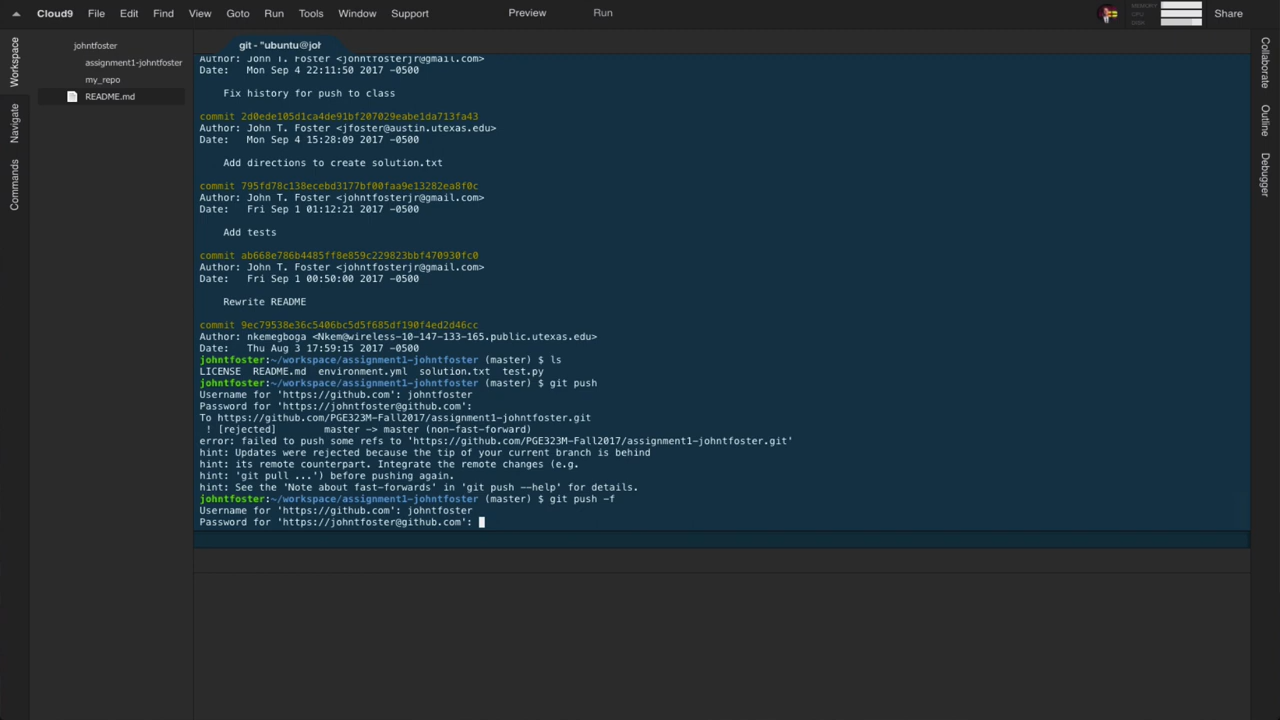 Cloud9 File Edit Find View Goto Run Tools Window Support Preview Run MEMORY CPU DISK Share
Workspace
Navigate
Commands
johntfoster
assignment1-johntfoster
my_repo
README.md
git - "ubuntu@joh
Author: John T. Foster <johntfosterjr@gmail.com>
Date:   Mon Sep 4 22:11:50 2017 -0500
Fix history for push to class
commit 2d0ede105d1ca4de91bf207029eabe1da713fa43
Author: John T. Foster <jfoster@austin.utexas.edu>
Date:   Mon Sep 4 15:28:09 2017 -0500
Add directions to create solution.txt
commit 795fd78c138ecebd3177bf00faa9e13282ea8f0c
Author: John T. Foster <johntfosterjr@gmail.com>
Date:   Fri Sep 1 01:12:21 2017 -0500
Add tests
commit ab668e786b4485ff8e859c229823bbf470930fc0
Author: John T. Foster <johntfosterjr@gmail.com>
Date:   Fri Sep 1 00:50:00 2017 -0500
Rewrite README
commit 9ec79538e36c5406bc5d5f685df190f4ed2d46cc
Author: nkemegboga <Nkem@wireless-10-147-133-165.public.utexas.edu>
Date:   Thu Aug 3 17:59:15 2017 -0500
johntfoster:~/workspace/assignment1-johntfoster (master) $ ls
LICENSE  README.md  environment.yml  solution.txt  test.py
johntfoster:~/workspace/assignment1-johntfoster (master) $ git push
Username for 'https://github.com': johntfoster
Password for 'https://johntfoster@github.com':
To https://github.com/PGE323M-Fall2017/assignment1-johntfoster.git
! [rejected]        master -> master (non-fast-forward)
error: failed to push some refs to 'https://github.com/PGE323M-Fall2017/assignment1-johntfoster.git'
hint: Updates were rejected because the tip of your current branch is behind
hint: its remote counterpart. Integrate the remote changes (e.g.
hint: 'git pull ...') before pushing again.
hint: See the 'Note about fast-forwards' in 'git push --help' for details.
johntfoster:~/workspace/assignment1-johntfoster (master) $ git push -f
Username for 'https://github.com': johntfoster
Password for 'https://johntfoster@github.com':
Collaborate
Outline
Debugger